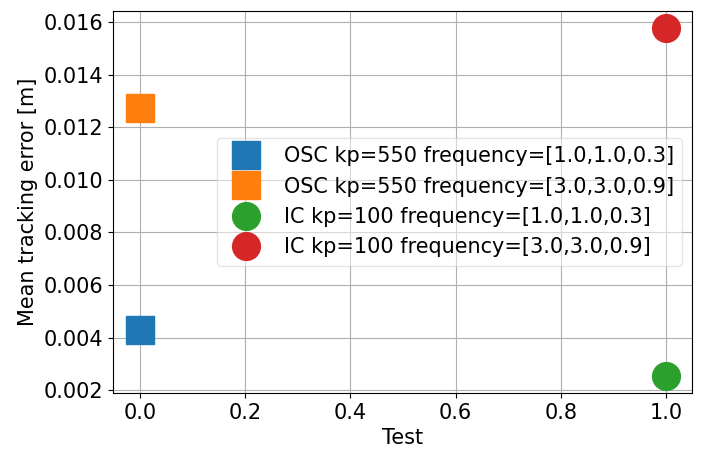 0.016
0.014
0.012
0.010
0.008
0.006
0.004
0.002
Mean tracking error [m]
OSC kp=550 frequency=[1.0,1.0,0.3]
OSC kp=550 frequency=[3.0,3.0,0.9]
IC kp=100 frequency=[1.0,1.0,0.3]
IC kp=100 frequency=[3.0,3.0,0.9]
0.0 0.2 0.4 0.6 0.8 1.0
Test